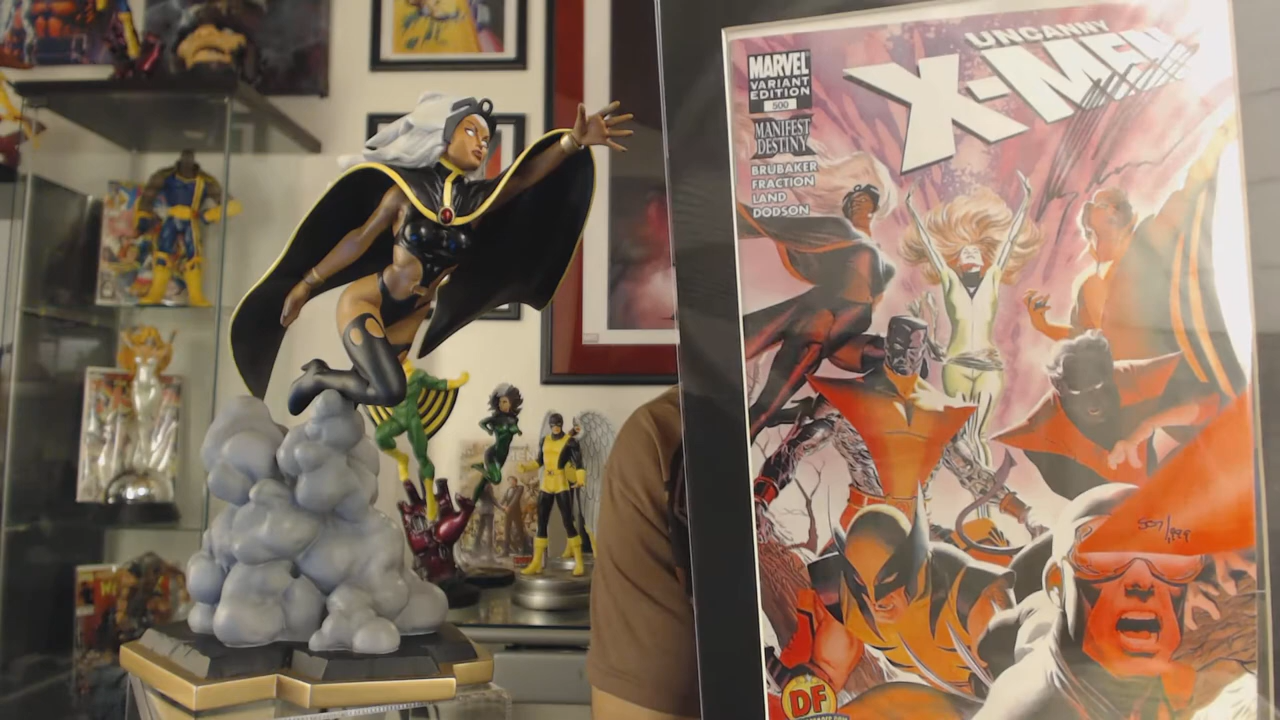 UNCANNY
X-MEN
MARVEL
VARIANT
EDITION
500
MANIFEST
DESTINY
BRUBAKER
FRACTION
LAND
DODSON
DF